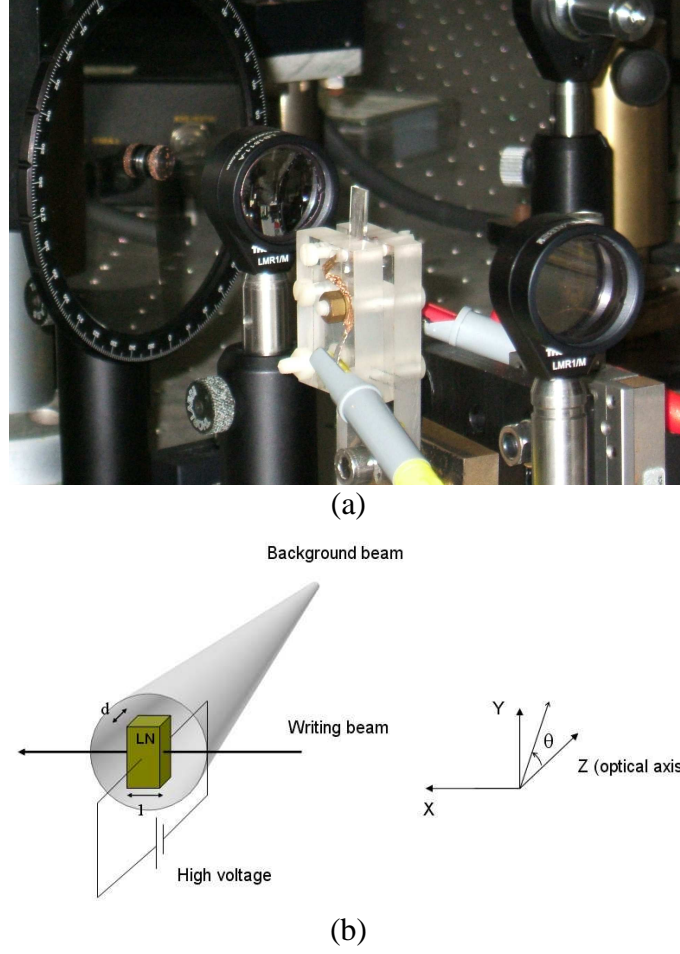 LMR1/M
LMR1/M
(a)
Background beam
d
LN
Writing beam
l
High voltage
Y
θ
Z (optical axis
X
(b)